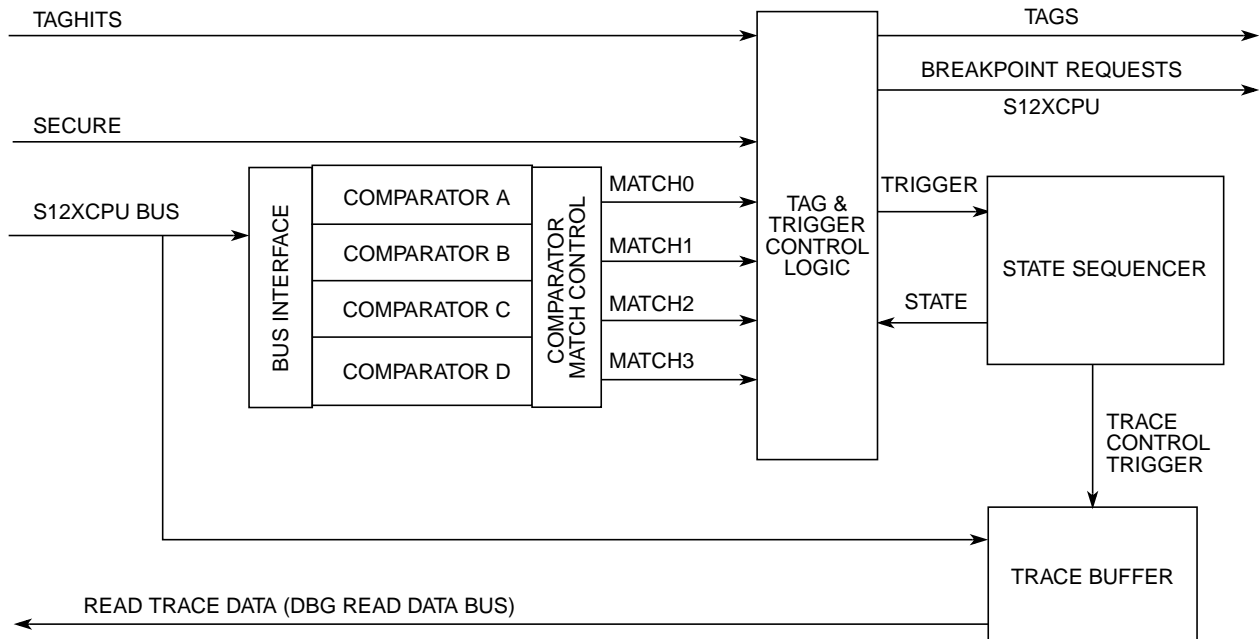 TAGHITS
TAGS
BREAKPOINT REQUESTS
S12XCPU
SECURE
S12XCPU BUS
BUS INTERFACE
COMPARATOR A
COMPARATOR B
COMPARATOR C
COMPARATOR D
COMPARATOR
MATCH CONTROL
MATCH0
MATCH1
MATCH2
MATCH3
TAG &
TRIGGER
CONTROL
LOGIC
TRIGGER
STATE
STATE SEQUENCER
TRACE
CONTROL
TRIGGER
TRACE BUFFER
READ TRACE DATA (DBG READ DATA BUS)